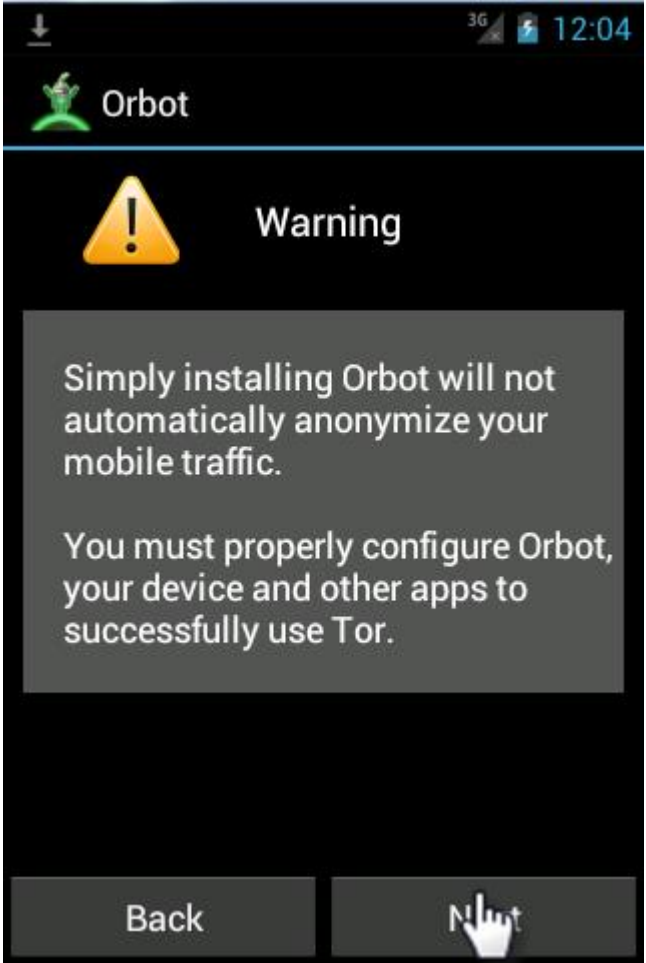 3G 12:04
Orbot
Warning
Simply installing Orbot will not
automatically anonymize your
mobile traffic.
You must properly configure Orbot,
your device and other apps to
successfully use Tor.
Back